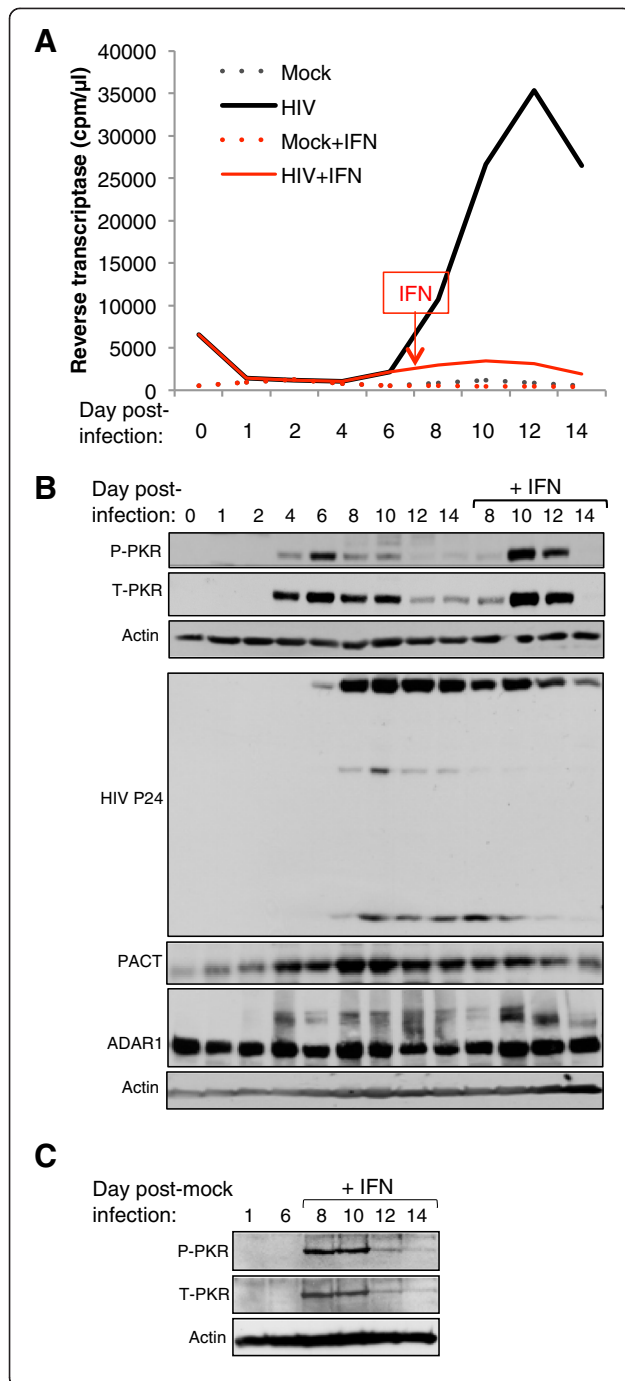 A
Reverse transcriptase (cpm/µl)
40000
35000
30000
25000
20000
15000
10000
5000
0
Mock
HIV
Mock+IFN
HIV+IFN
IFN
Day post-
infection:
0 1 2 4 6 8 10 12 14
B
Day post-
infection:
+ IFN
0 1 2 4 6 8 10 12 14 8 10 12 14
P-PKR
T-PKR
Actin
HIV P24
PACT
ADAR1
Actin
C
Day post-mock
infection:
+ IFN
1 6 8 10 12 14
P-PKR
T-PKR
Actin